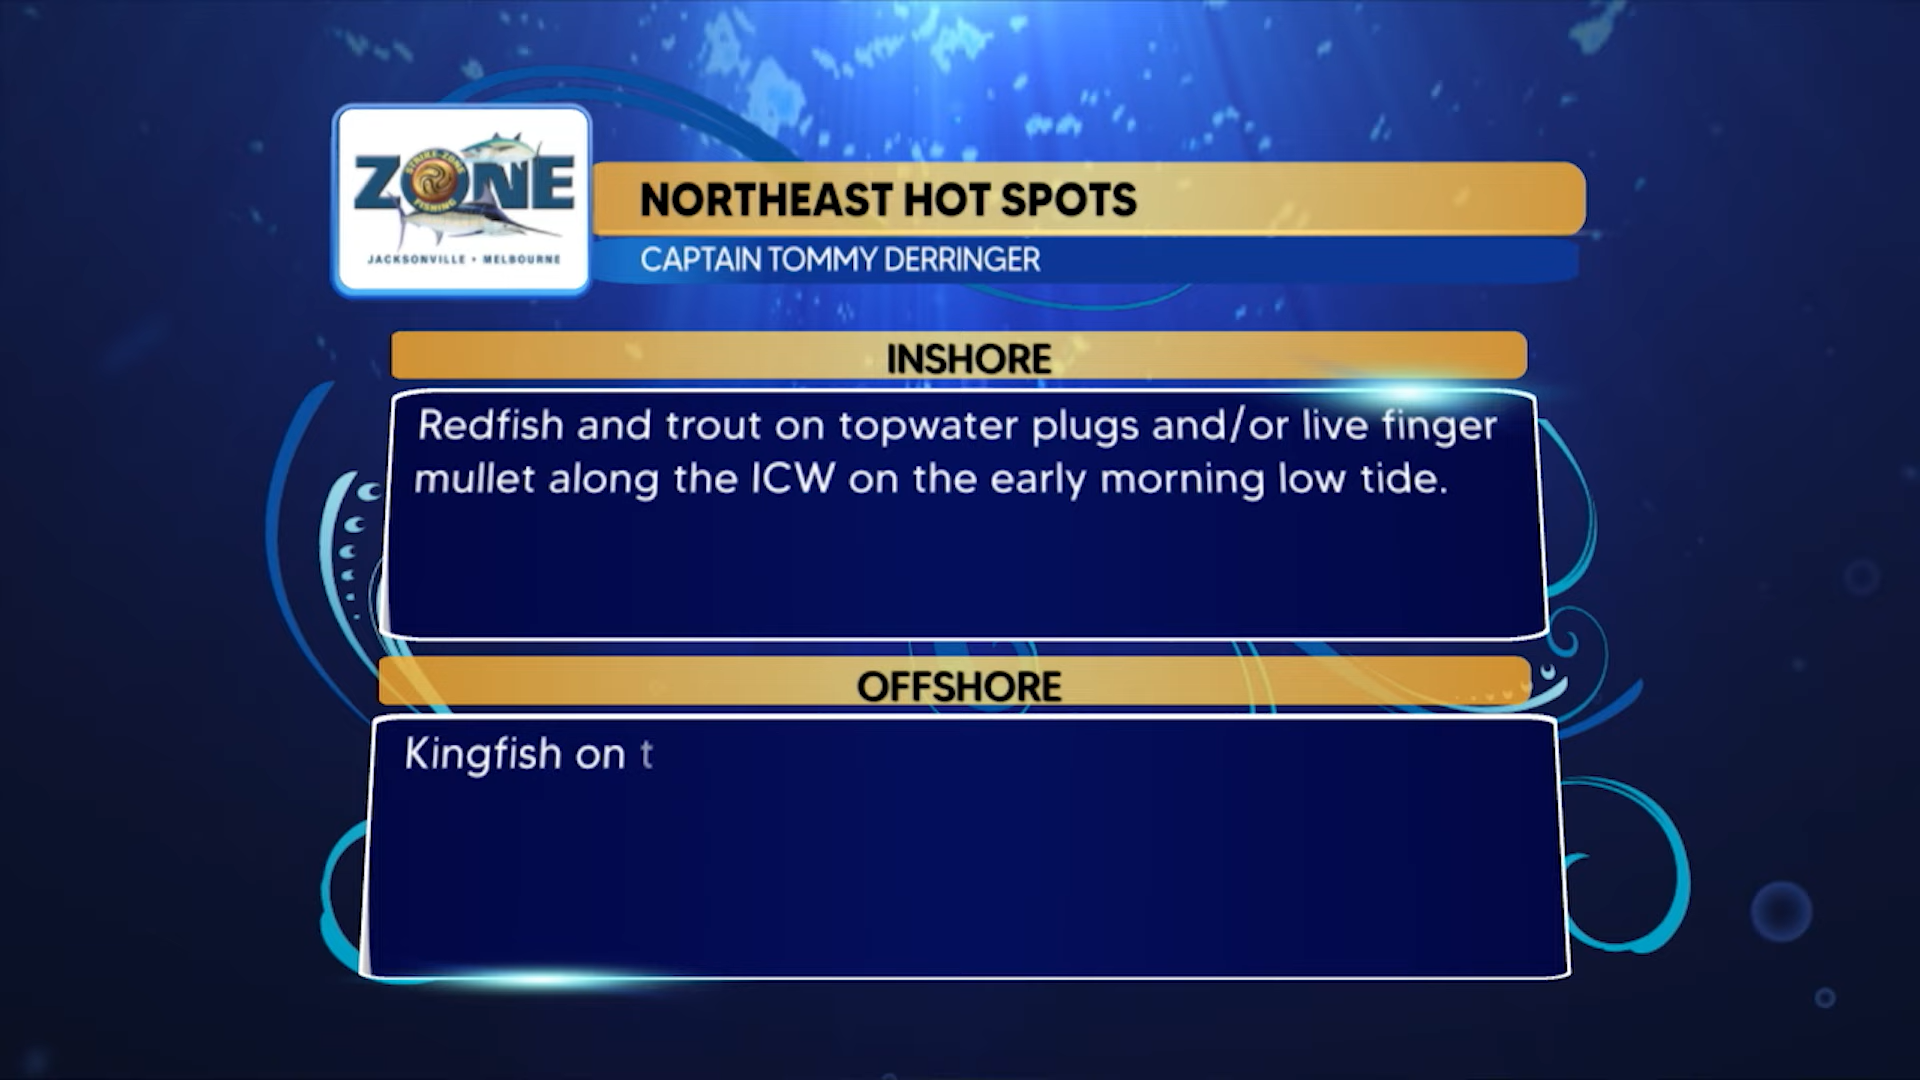 ZONE
STRIKE-ZONE
FISHING
JACKSONVILLE • MELBOURNE
NORTHEAST HOT SPOTS
CAPTAIN TOMMY DERRINGER
INSHORE
Redfish and trout on topwater plugs and/or live finger
mullet along the ICW on the early morning low tide.
OFFSHORE
Kingfish on t